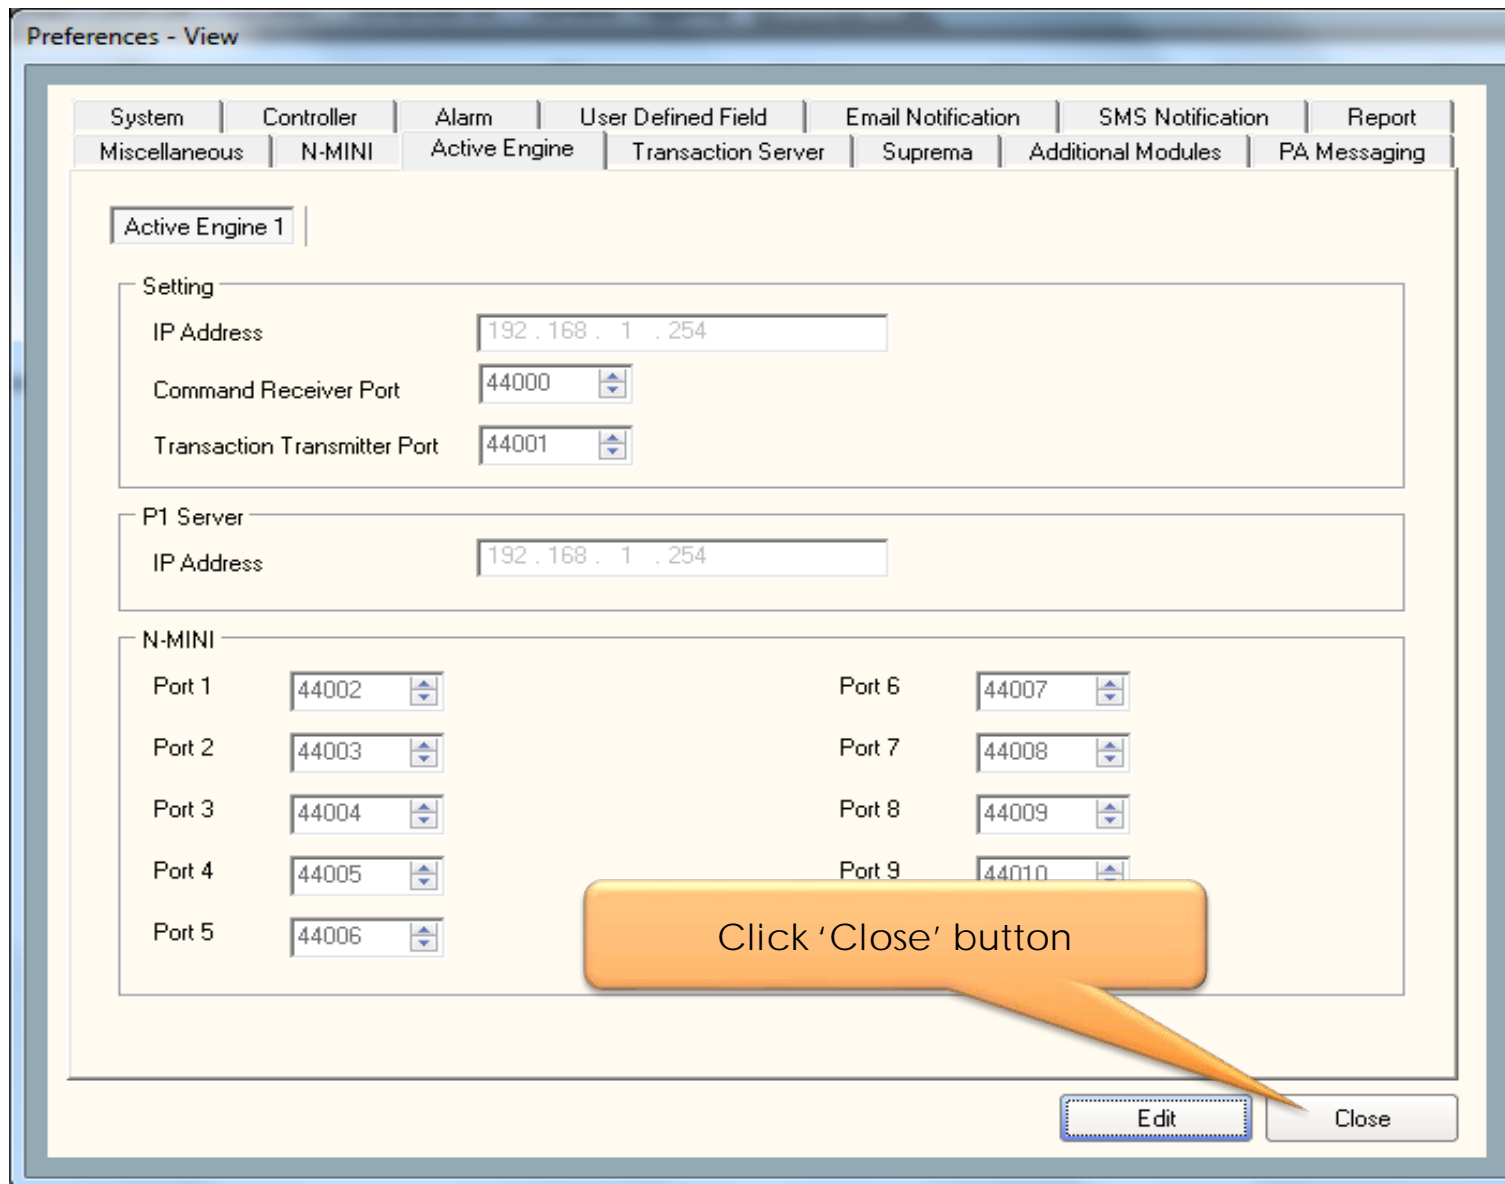 Preferences - View
System Controller Alarm User Defined Field Email Notification SMS Notification Report
Miscellaneous N-MINI Active Engine Transaction Server Suprema Additional Modules PA Messaging
Active Engine 1
Setting
IP Address 192 . 168 . 1 . 254
Command Receiver Port 44000
Transaction Transmitter Port 44001
P1 Server
IP Address 192 . 168 . 1 . 254
N-MINI
Port 1 44002 Port 6 44007
Port 2 44003 Port 7 44008
Port 3 44004 Port 8 44009
Port 4 44005 Port 9 44010
Port 5 44006
Click ‘Close’ button
Edit Close